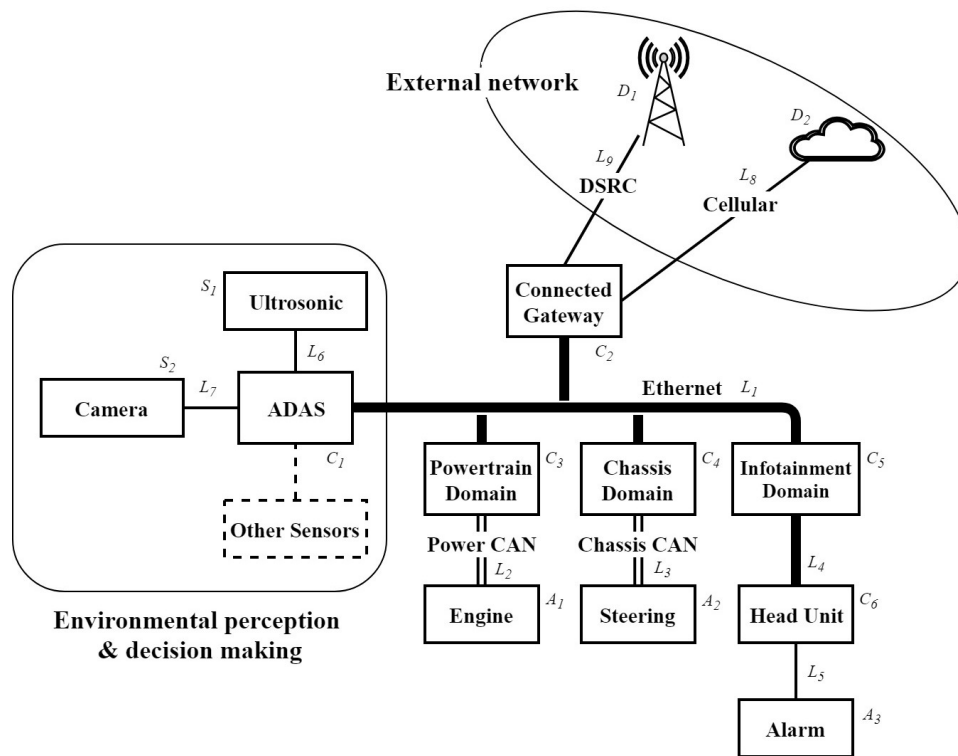 External network
D1
D2
L9
DSRC
L8
Cellular
Connected
Gateway
C2
S1
Ultrosonic
L6
S2
Camera
L7
ADAS
C1
Other Sensors
Environmental perception
& decision making
Ethernet
L1
Powertrain
Domain
C3
Chassis
Domain
C4
Infotainment
Domain
C5
Power CAN
L2
Chassis CAN
L3
L4
Engine
A1
Steering
A2
Head Unit
C6
L5
Alarm
A3